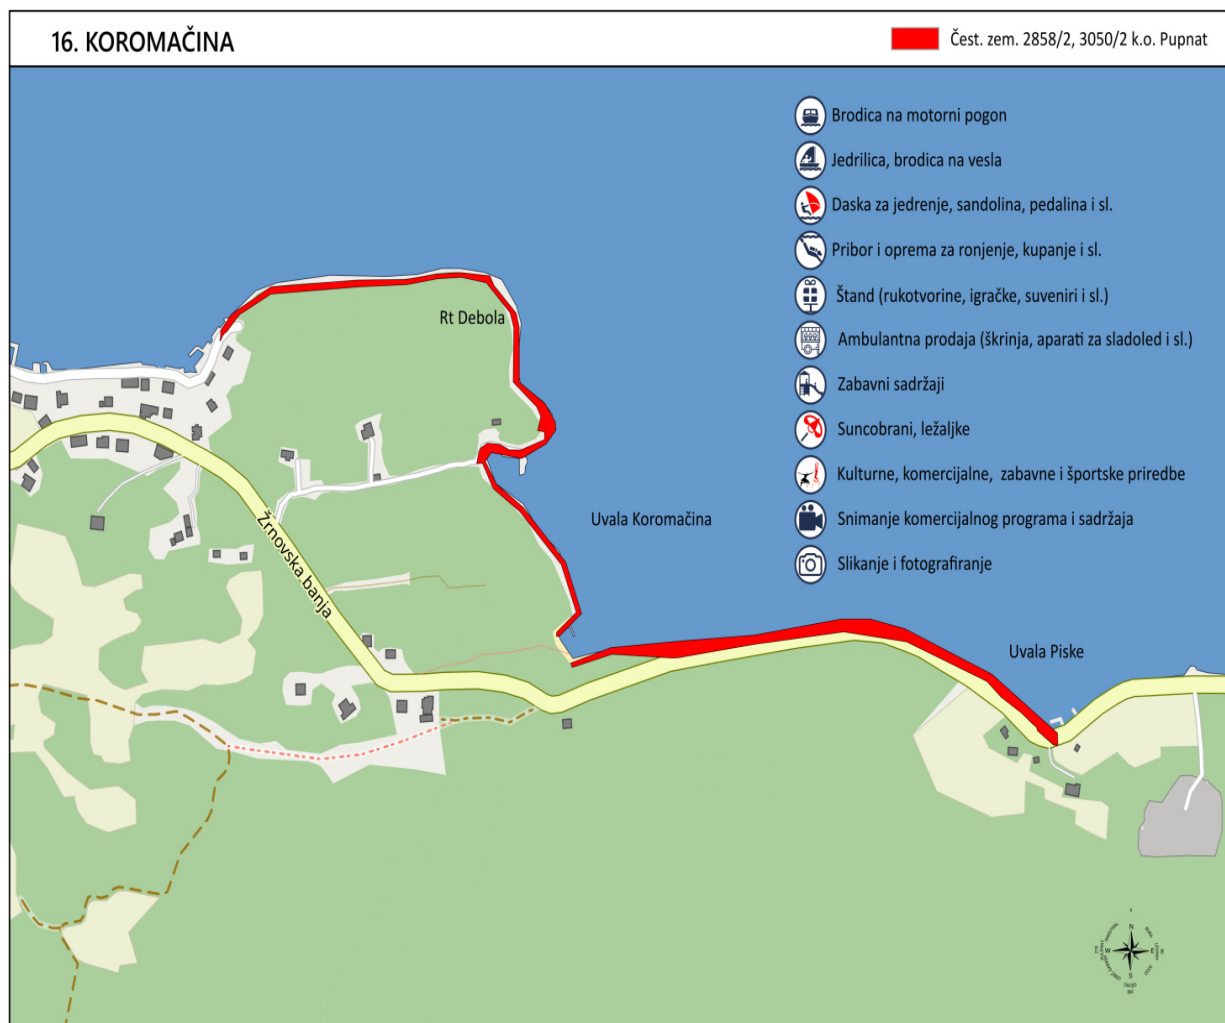 16. KOROMAČINA
Čest. zem. 2858/2, 3050/2 k.o. Pupnat
Brodica na motorni pogon
Jedrilica, brodica na vesla
Daska za jedrenje, sandolina, pedalina i sl.
Pribor i oprema za ronjenje, kupanje i sl.
Štand (rukotvorine, igračke, suveniri i sl.)
Ambulantna prodaja (škrinja, aparati za sladoled i sl.)
Zabavni sadržaji
Suncobrani, ležaljke
Kulturne, komercijalne, zabavne i športske priredbe
Snimanje komercijalnog programa i sadržaja
Slikanje i fotografiranje
Rt Debola
Uvala Koromačina
Žrnovska banja
Uvala Piske
N
W
E
S